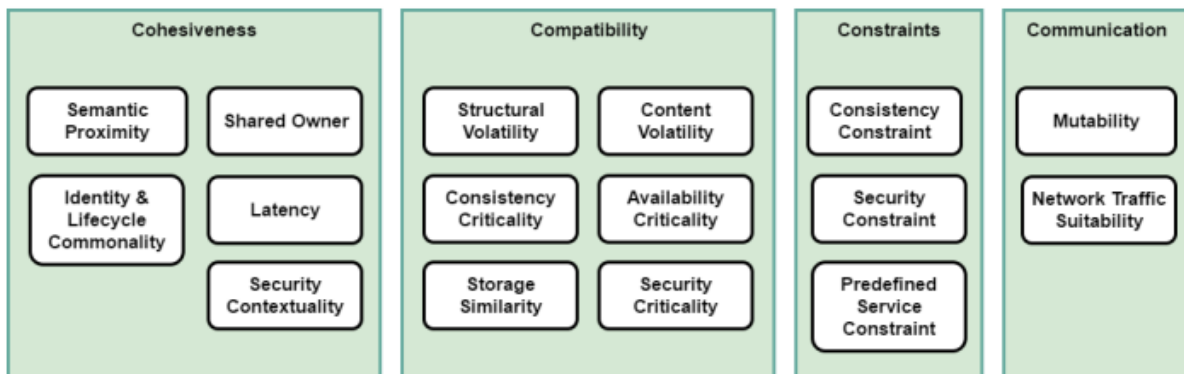 Cohesiveness
Semantic
Proximity
Shared Owner
Identity &
Lifecycle
Commonality
Latency
Security
Contextuality
Compatibility
Structural
Volatility
Content
Volatility
Consistency
Criticality
Availability
Criticality
Storage
Similarity
Security
Criticality
Constraints
Consistency
Constraint
Security
Constraint
Predefined
Service
Constraint
Communication
Mutability
Network Traffic
Suitability